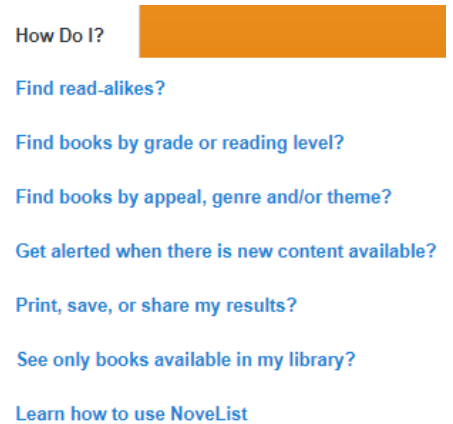 How Do I?
Find read-alikes?
Find books by grade or reading level?
Find books by appeal, genre and/or theme?
Get alerted when there is new content available?
Print, save, or share my results?
See only books available in my library?
Learn how to use NoveList